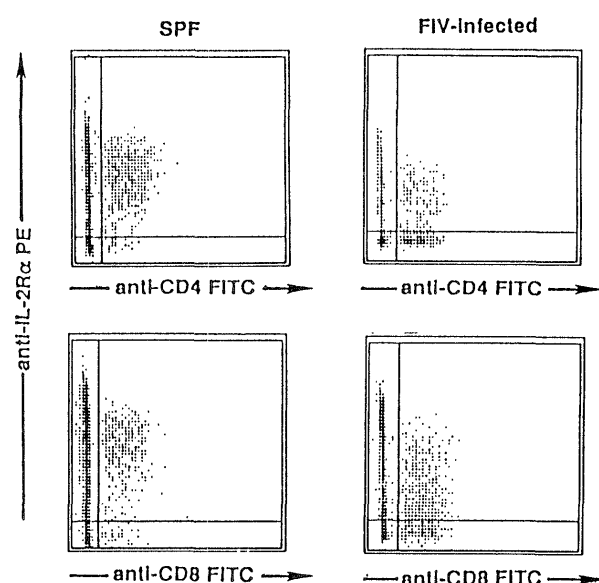 SPF
FIV-infected
anti-IL-2Rα PE
anti-CD4 FITC
anti-CD4 FITC
anti-CD8 FITC
anti-CD8 FITC